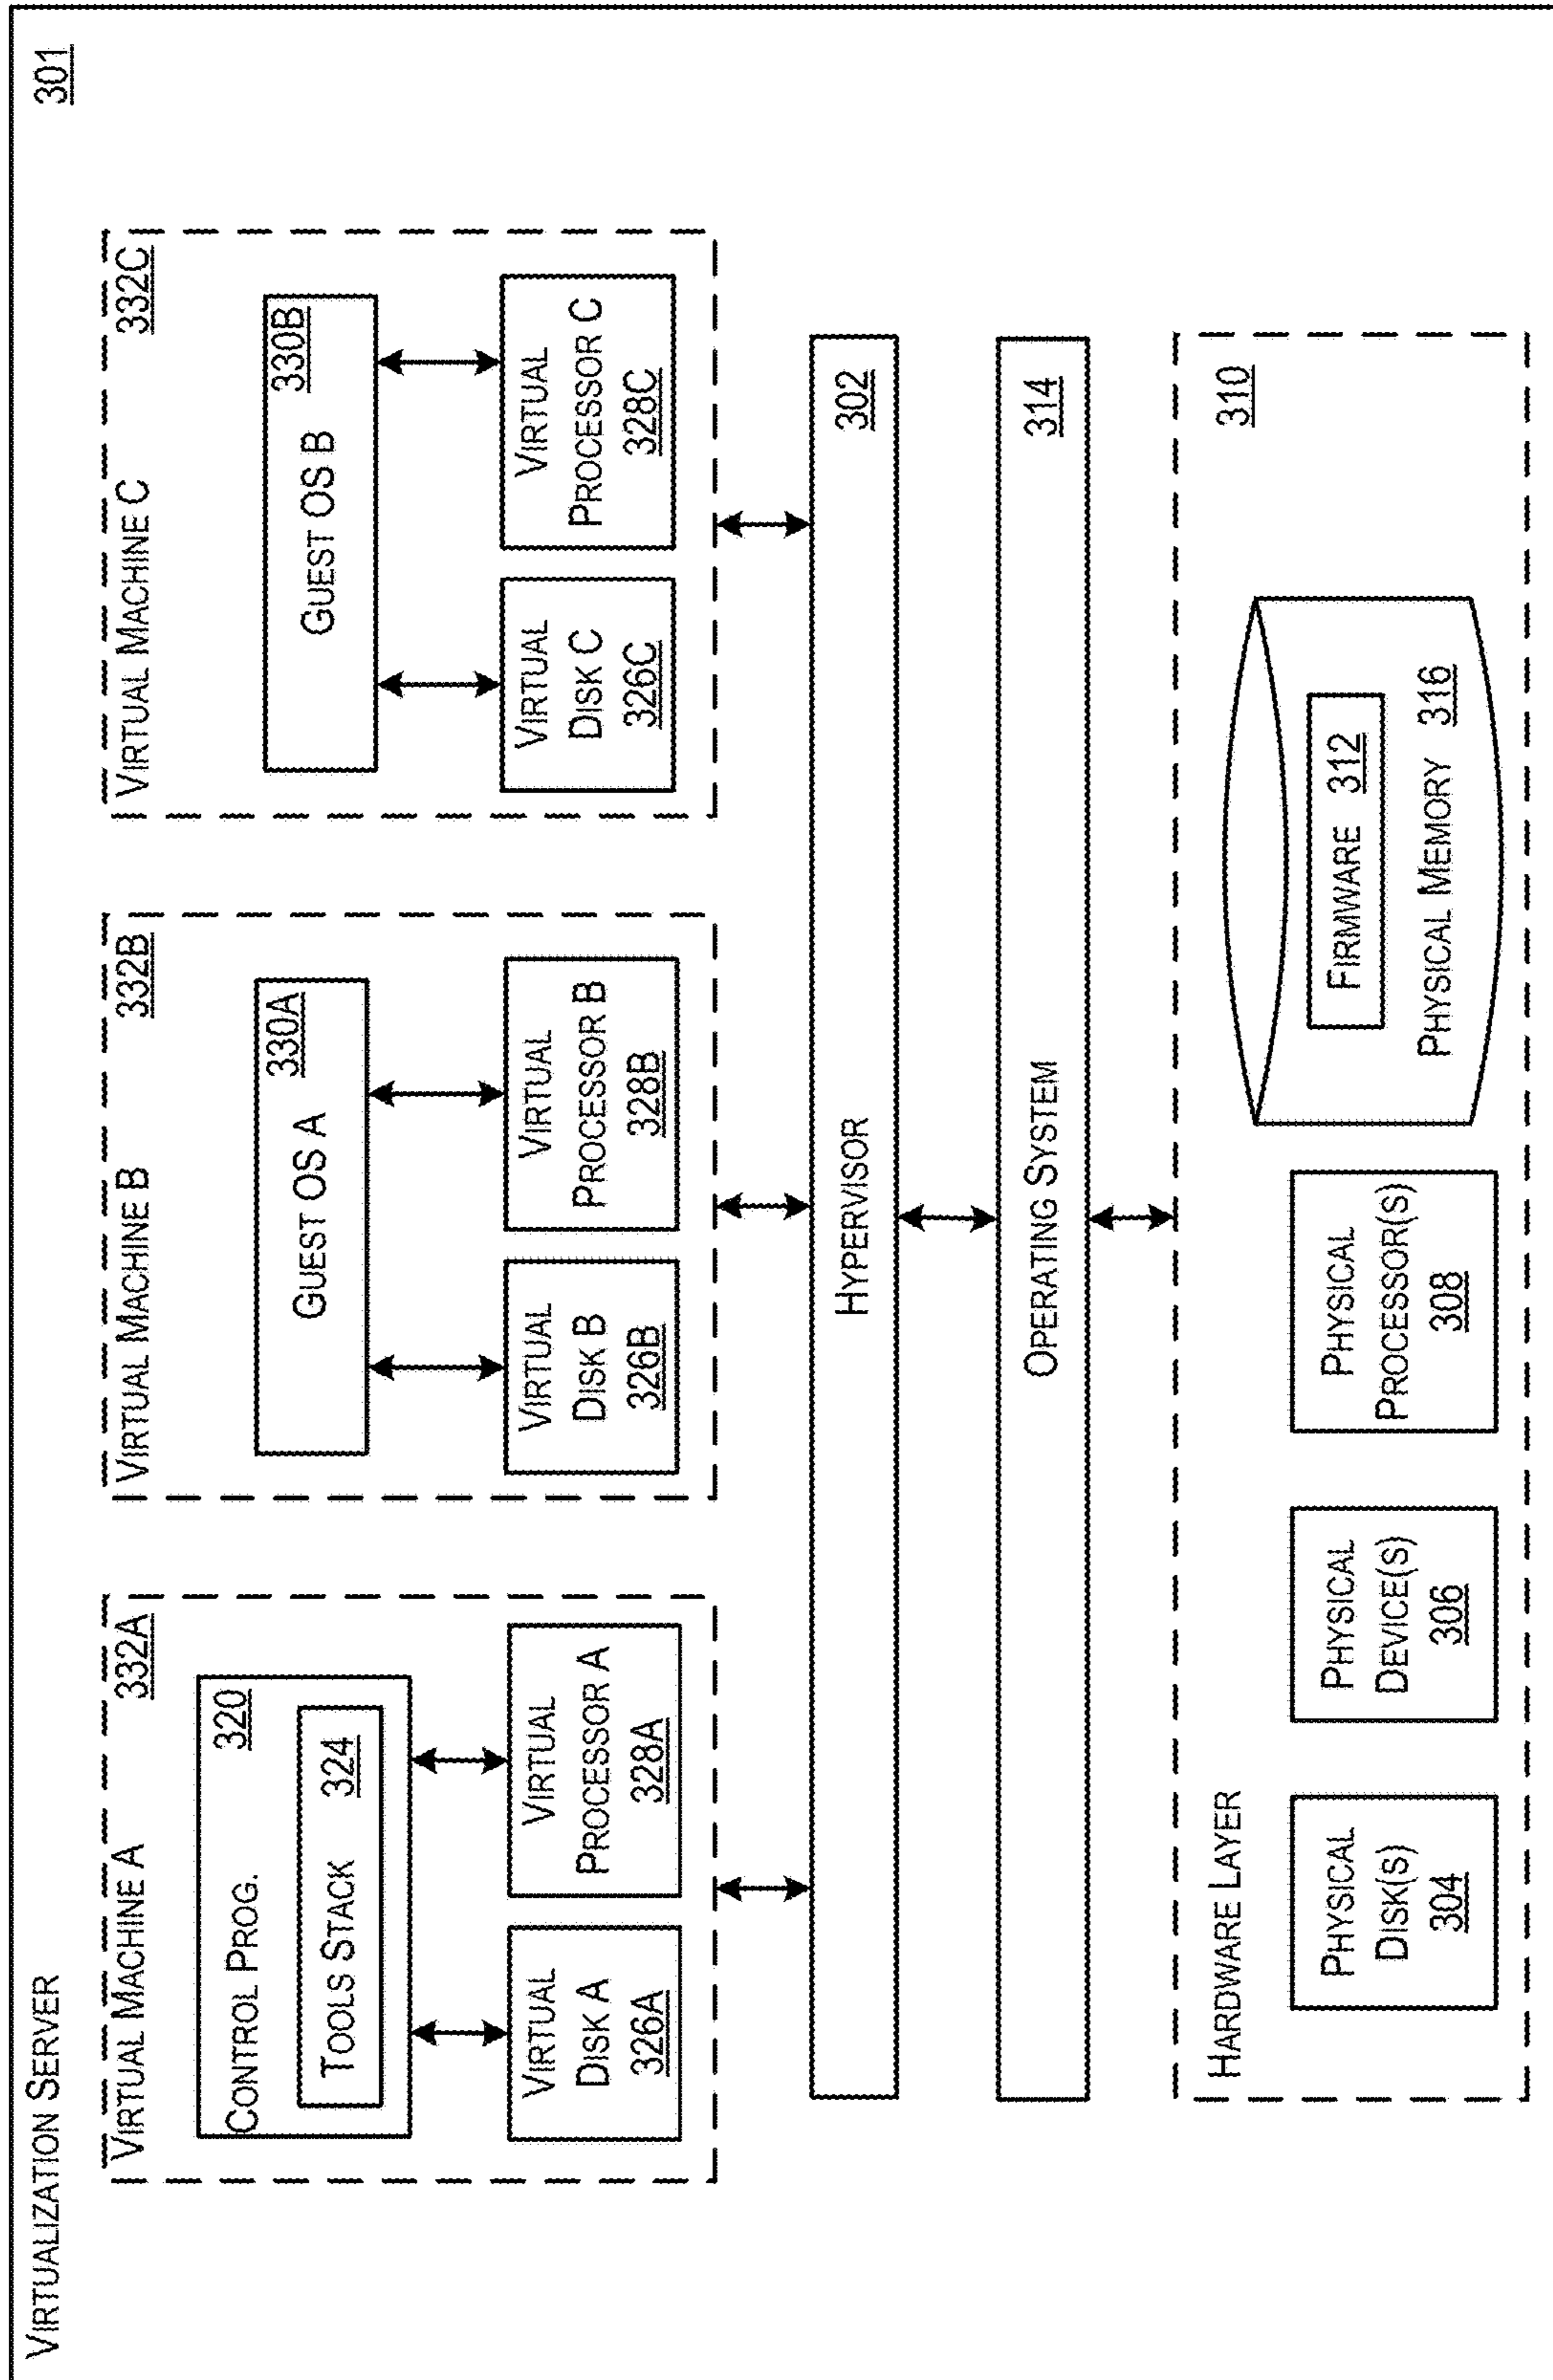 VIRTUALIZATION SERVER
301
VIRTUAL MACHINE A
332A
CONTROL PROG.
320
TOOLS STACK 324
VIRTUAL
DISK A
326A
VIRTUAL
PROCESSOR A
328A
VIRTUAL MACHINE B
332B
330A
GUEST OS A
VIRTUAL
DISK B
326B
VIRTUAL
PROCESSOR B
328B
VIRTUAL MACHINE C
332C
330B
GUEST OS B
VIRTUAL
DISK C
326C
VIRTUAL
PROCESSOR C
328C
HYPERVISOR
302
OPERATING SYSTEM
314
HARDWARE LAYER
310
PHYSICAL
DISK(S)
304
PHYSICAL
DEVICE(S)
306
PHYSICAL
PROCESSOR(S)
308
FIRMWARE 312
PHYSICAL MEMORY 316